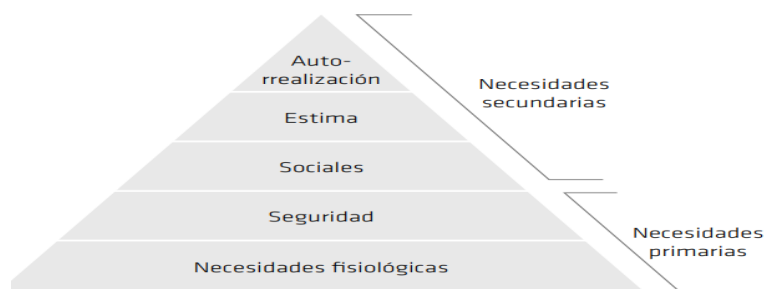 Auto-
rrealización
Estima
Sociales
Seguridad
Necesidades fisiológicas
Necesidades
secundarias
Necesidades
primarias